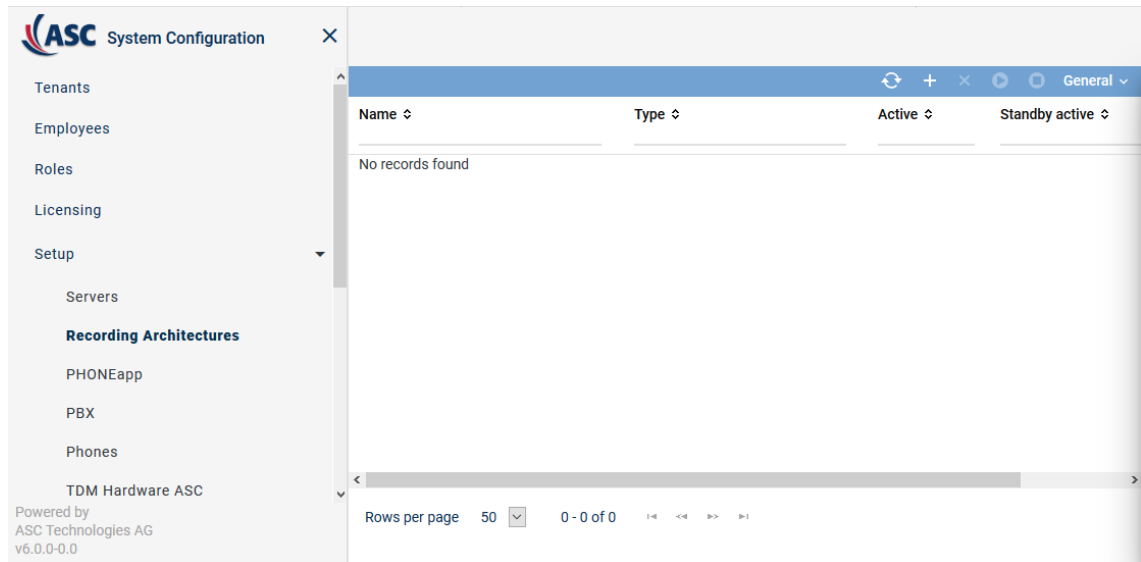 ASC System Configuration
Tenants
Employees
Roles
Licensing
Setup
Servers
Recording Architectures
PHONEapp
PBX
Phones
TDM Hardware ASC
Powered by
ASC Technologies AG
v6.0.0-0.0
General
Name Type Active Standby active
No records found
Rows per page 50 0 - 0 of 0